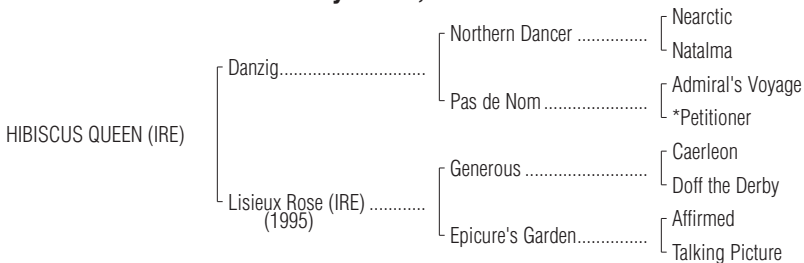 Nearctic
Northern Dancer ...............
Natalma
Danzig...............................
Admiral's Voyage
Pas de Nom......................
*Petitioner
HIBISCUS QUEEN (IRE)
Caerleon
Generous ..........................
Doff the Derby
Lisieux Rose (IRE) ............
(1995)
Affirmed
Epicure's Garden...............
Talking Picture